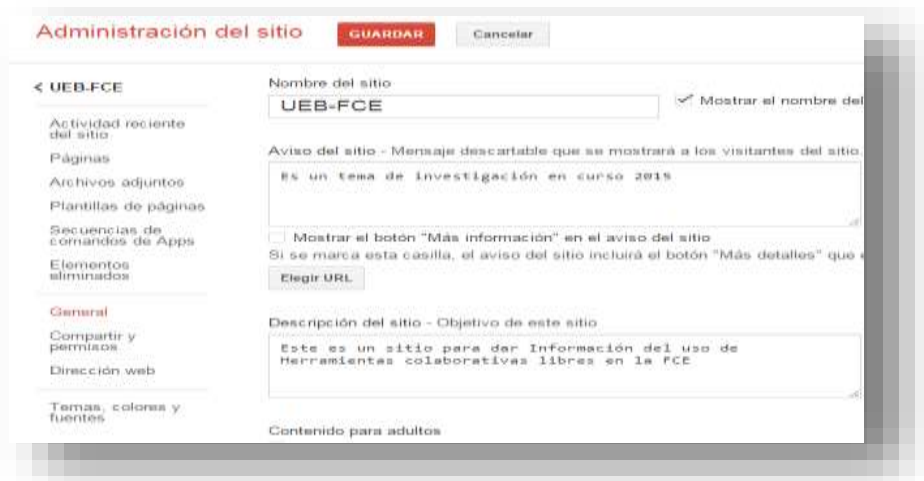 Administración del sitio GUARDAR Cancelar
< UEB-FCE
Actividad reciente
del sitio
Páginas
Archivos adjuntos
Plantillas de páginas
Secuencias de
comandos de Apps
Elementos
eliminados
General
Compartir y
permisos
Dirección web
Temas, colores y
fuentes
Nombre del sitio
UEB-FCE
Mostrar el nombre del
Aviso del sitio - Mensaje descartable que se mostrará a los visitantes del sitio.
Es un tema de investigación en curso 2015
Mostrar el botón "Más información" en el aviso del sitio
Si se marca esta casilla, el aviso del sitio incluirá el botón "Más detalles" que
Elegir URL
Descripción del sitio - Objetivo de este sitio
Este es un sitio para dar Información del uso de
Herramientas colaborativas libres en la FCE
Contenido para adultos